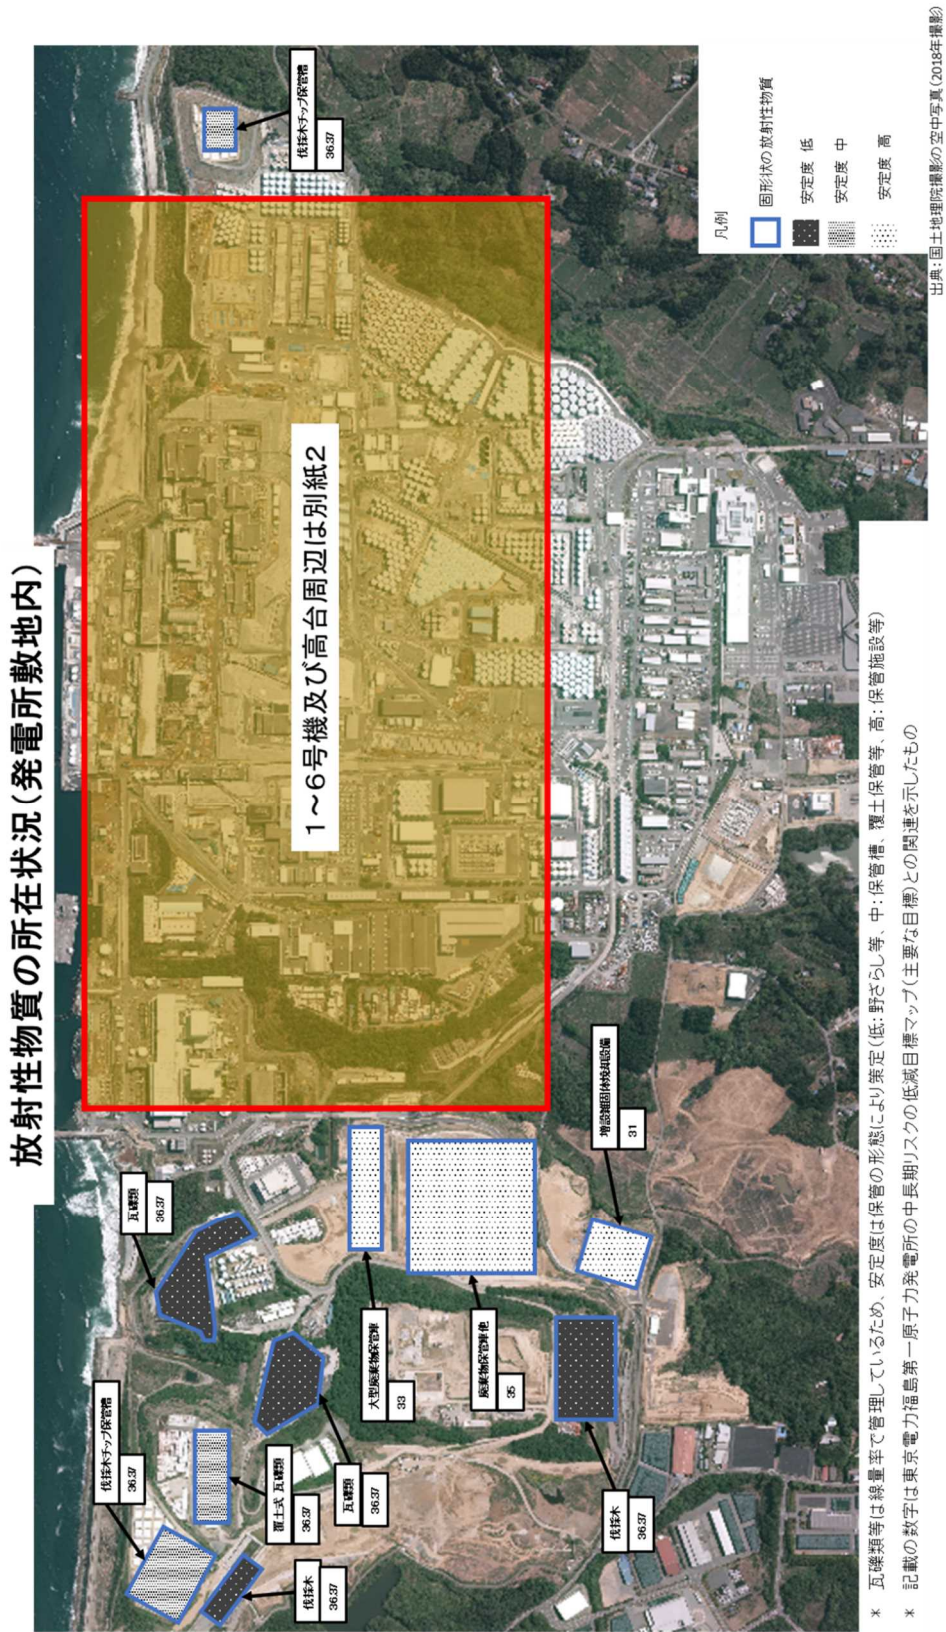 放射性物質の所在状況（発電所敷地内）
伐採木チップ保管槽
36.37
伐採木
36.37
覆土式 瓦礫類
36.37
瓦礫類
36.37
瓦礫類
36.37
大型廃棄物保管庫
33
廃棄物保管庫他
35
伐採木
36.37
増設雑固体焼却設備
31
1～6号機及び高台周辺は別紙2
伐採木チップ保管槽
36.37
凡例
固形状の放射性物質
安定度 低
安定度 中
安定度 高
* 瓦礫類等は線量率で管理しているため、安定度は保管の形態により策定（低：野ざらし等、中：保管槽、覆土保管等、高：保管施設等）
* 記載の数字は東京電力福島第一原子力発電所の中長期リスクの低減目標マップ（主要な目標）との関連を示したもの
出典：国土地理院撮影の空中写真（2018年撮影）